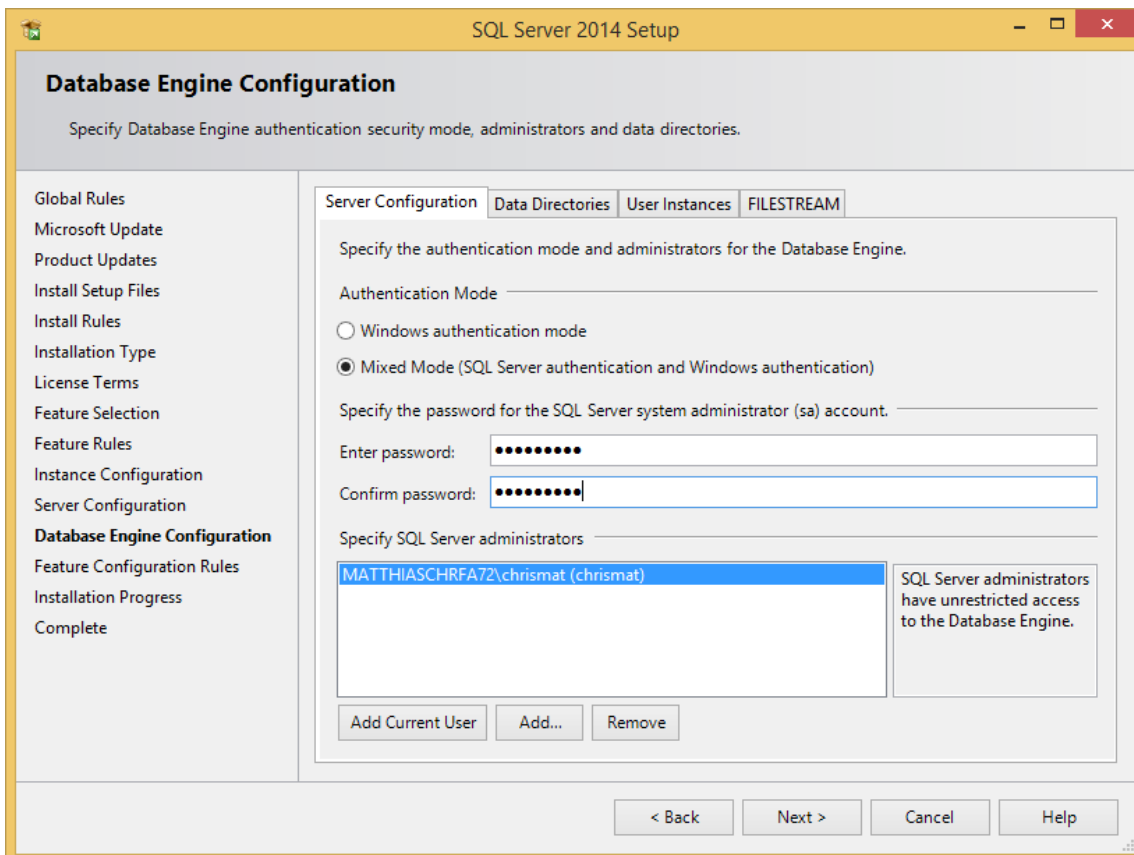 SQL Server 2014 Setup
Database Engine Configuration
Specify Database Engine authentication security mode, administrators and data directories.
Global Rules
Microsoft Update
Product Updates
Install Setup Files
Install Rules
Installation Type
License Terms
Feature Selection
Feature Rules
Instance Configuration
Server Configuration
Database Engine Configuration
Feature Configuration Rules
Installation Progress
Complete
Server Configuration Data Directories User Instances FILESTREAM
Specify the authentication mode and administrators for the Database Engine.
Authentication Mode
Windows authentication mode
Mixed Mode (SQL Server authentication and Windows authentication)
Specify the password for the SQL Server system administrator (sa) account.
Enter password: ●●●●●●●●●
Confirm password: ●●●●●●●●●
Specify SQL Server administrators
MATTHIASCHRFA72\chrismat (chrismat)
SQL Server administrators
have unrestricted access
to the Database Engine.
Add Current User Add... Remove
< Back Next > Cancel Help